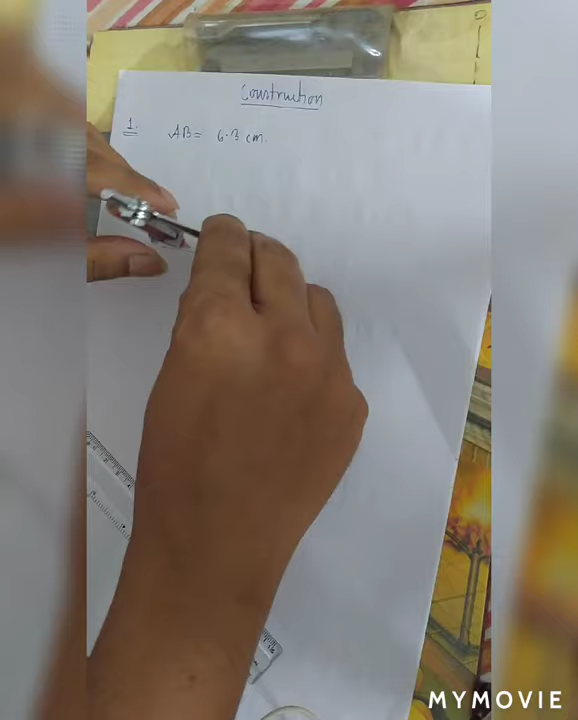 Construction
1. AB = 6.3 cm.
MYMOVIE